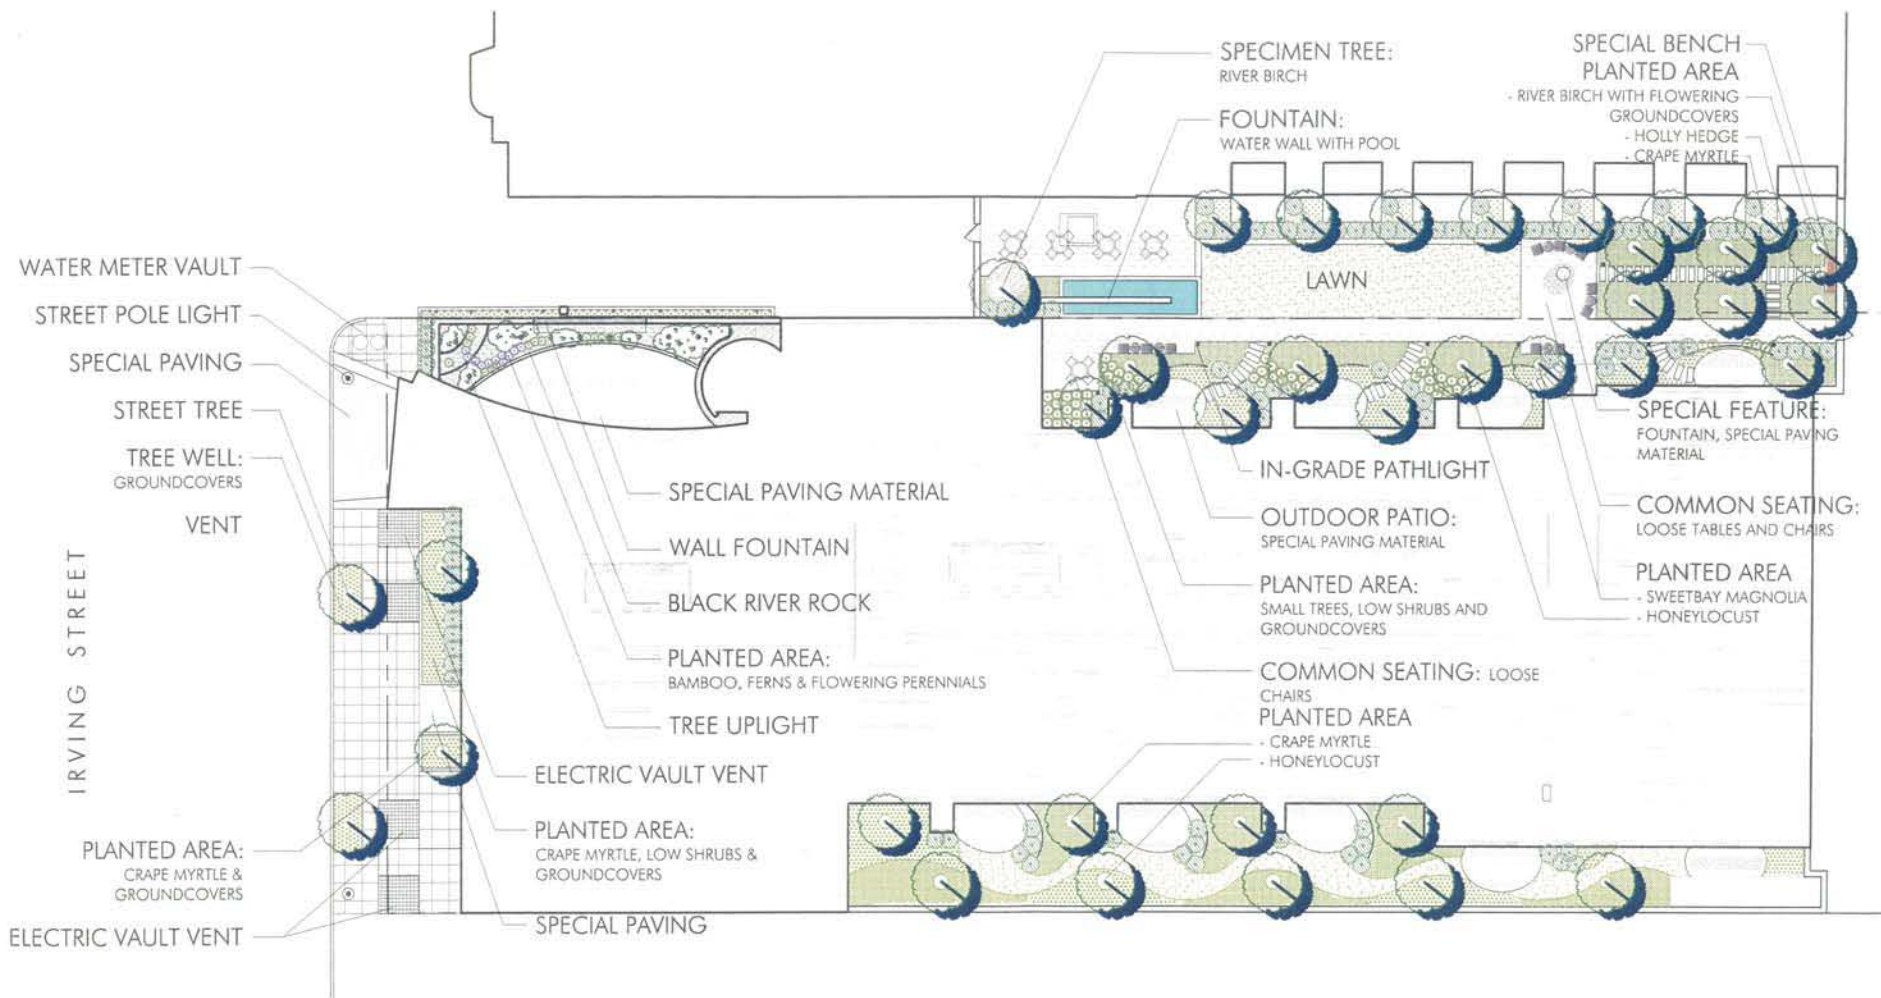 SPECIMEN TREE:
RIVER BIRCH
FOUNTAIN:
WATER WALL WITH POOL
SPECIAL BENCH
PLANTED AREA
- RIVER BIRCH WITH FLOWERING
GROUNDCOVERS
- HOLLY HEDGE
- CRAPE MYRTLE
LAWN
WATER METER VAULT
STREET POLE LIGHT
SPECIAL PAVING
STREET TREE
TREE WELL:
GROUNDCOVERS
VENT
IRVING STREET
PLANTED AREA:
CRAPE MYRTLE &
GROUNDCOVERS
ELECTRIC VAULT VENT
SPECIAL PAVING MATERIAL
WALL FOUNTAIN
BLACK RIVER ROCK
PLANTED AREA:
BAMBOO, FERNS & FLOWERING PERENNIALS
TREE UPLIGHT
ELECTRIC VAULT VENT
PLANTED AREA:
CRAPE MYRTLE, LOW SHRUBS &
GROUNDCOVERS
SPECIAL PAVING
IN-GRADE PATHLIGHT
OUTDOOR PATIO:
SPECIAL PAVING MATERIAL
PLANTED AREA:
SMALL TREES, LOW SHRUBS AND
GROUNDCOVERS
COMMON SEATING: LOOSE
CHAIRS
PLANTED AREA
- CRAPE MYRTLE
- HONEYLOCUST
SPECIAL FEATURE:
FOUNTAIN, SPECIAL PAVING
MATERIAL
COMMON SEATING:
LOOSE TABLES AND CHAIRS
PLANTED AREA
- SWEETBAY MAGNOLIA
- HONEYLOCUST